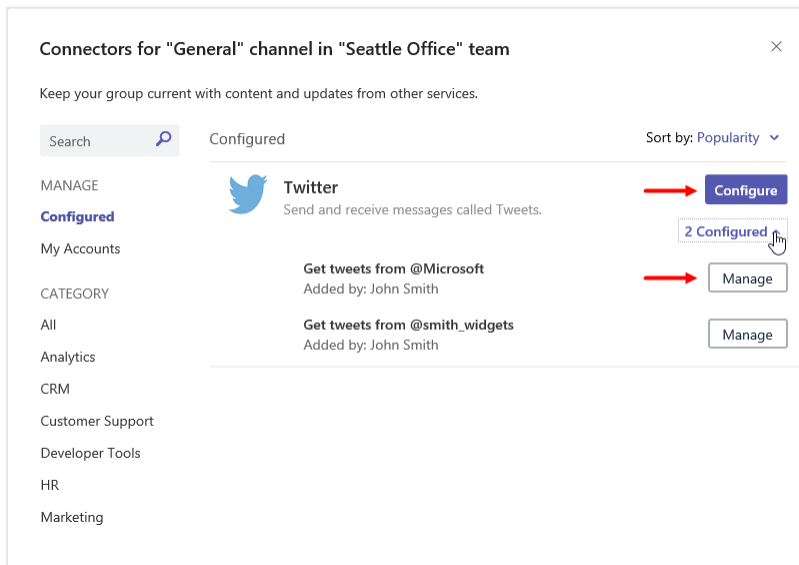 Connectors for "General" channel in "Seattle Office" team
Keep your group current with content and updates from other services.
Search
MANAGE
Configured
My Accounts
CATEGORY
All
Analytics
CRM
Customer Support
Developer Tools
HR
Marketing
Configured
Sort by: Popularity
Twitter
Send and receive messages called Tweets.
Configure
2 Configured
Get tweets from @Microsoft
Added by: John Smith
Manage
Get tweets from @smith_widgets
Added by: John Smith
Manage